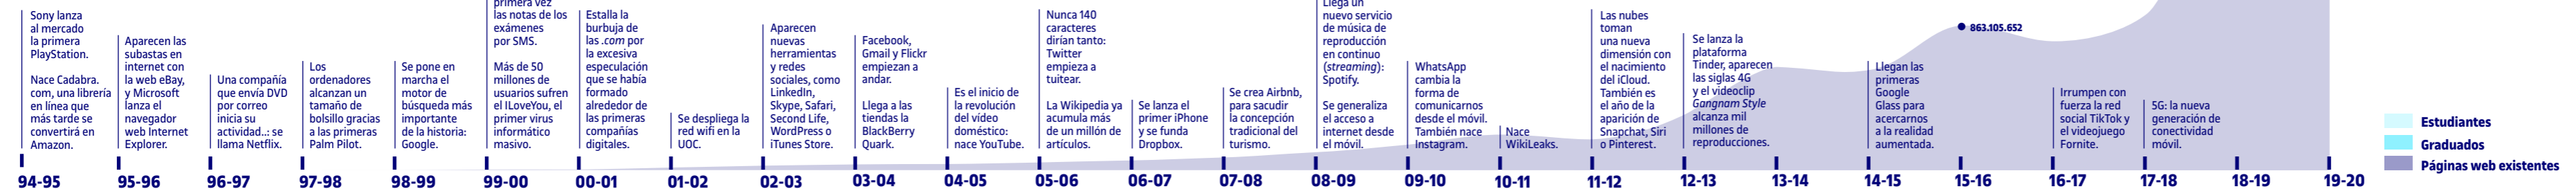 Sony lanza
al mercado
la primera
PlayStation.
Nace Cadabra.
com, una librería
en línea que
más tarde se
convertirá en
Amazon.
94-95
Aparecen las
subastas en
internet con
la web eBay,
y Microsoft
lanza el
navegador
web Internet
Explorer.
95-96
Una compañía
que envía DVD
por correo
inicia su
actividad..: se
llama Netflix.
96-97
Los
ordenadores
alcanzan un
tamaño de
bolsillo gracias
a las primeras
Palm Pilot.
97-98
Se pone en
marcha el
motor de
búsqueda más
importante
de la historia:
Google.
98-99
primera vez
las notas de los
exámenes
por SMS.
Más de 50
millones de
usuarios sufren
el ILoveYou, el
primer virus
informático
masivo.
99-00
Estalla la
burbuja de
las .com por
la excesiva
especulación
que se había
formado
alrededor de
las primeras
compañías
digitales.
00-01
Se despliega la
red wifi en la
UOC.
01-02
Aparecen
nuevas
herramientas
y redes
sociales, como
LinkedIn,
Skype, Safari,
Second Life,
WordPress o
iTunes Store.
02-03
Facebook,
Gmail y Flickr
empiezan a
andar.
Llega a las
tiendas la
BlackBerry
Quark.
03-04
Es el inicio de
la revolución
del vídeo
doméstico:
nace YouTube.
04-05
Nunca 140
caracteres
dirían tanto:
Twitter
empieza a
tuitear.
La Wikipedia ya
acumula más
de un millón de
artículos.
05-06
Se lanza el
primer iPhone
y se funda
Dropbox.
06-07
Se crea Airbnb,
para sacudir
la concepción
tradicional del
turismo.
07-08
Llega un
nuevo servicio
de música de
reproducción
en continuo
(streaming):
Spotify.
Se generaliza
el acceso a
internet desde
el móvil.
08-09
WhatsApp
cambia la
forma de
comunicarnos
desde el móvil.
También nace
Instagram.
09-10
Nace
WikiLeaks.
10-11
Las nubes
toman
una nueva
dimensión con
el nacimiento
del iCloud.
También es
el año de la
aparición de
Snapchat, Siri
o Pinterest.
11-12
Se lanza la
plataforma
Tinder, aparecen
las siglas 4G
y el videoclip
Gangnam Style
alcanza mil
millones de
reproducciones.
12-13
13-14
Llegan las
primeras
Google
Glass para
acercarnos
a la realidad
aumentada.
14-15
863.105.652
15-16
Irrumpen con
fuerza la red
social TikTok y
el videojuego
Fornite.
16-17
5G: la nueva
generación de
conectividad
móvil.
17-18
18-19
19-20
Estudiantes
Graduados
Páginas web existentes